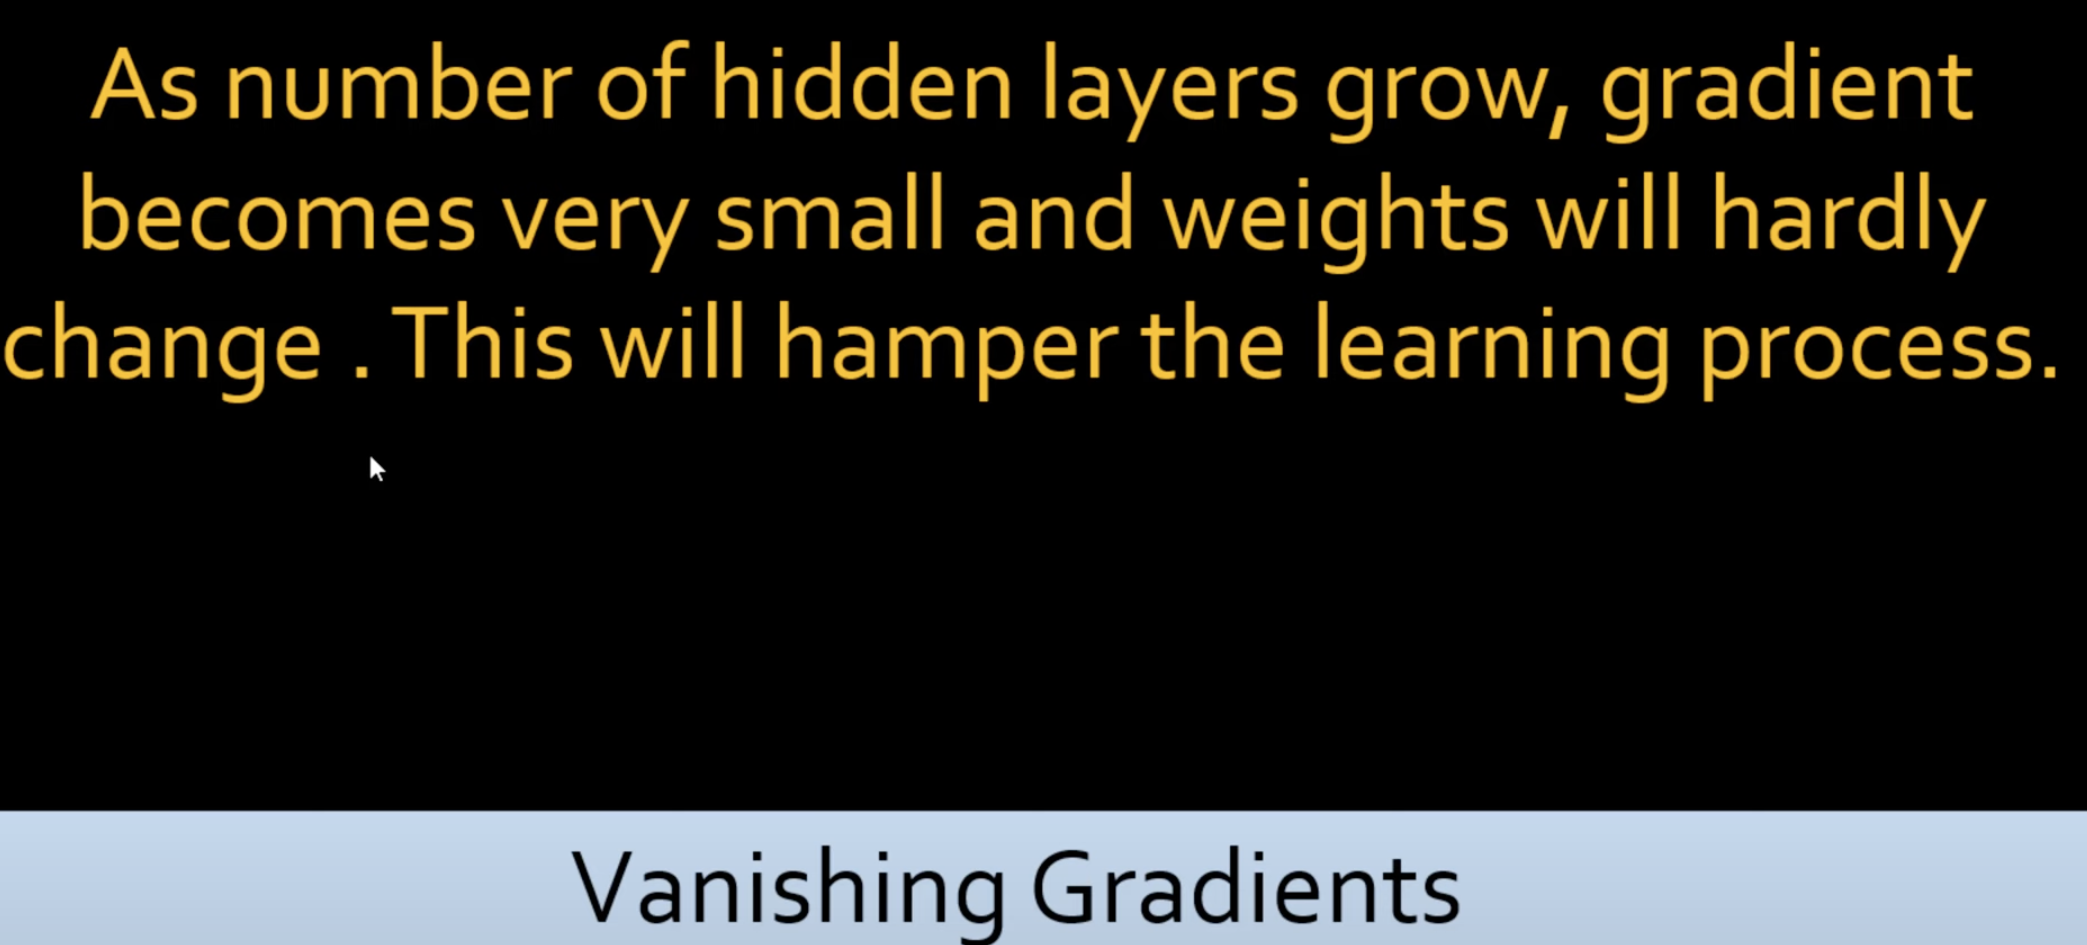 As number of hidden layers grow, gradient
becomes very small and weights will hardly
change . This will hamper the learning process.
Vanishing Gradients